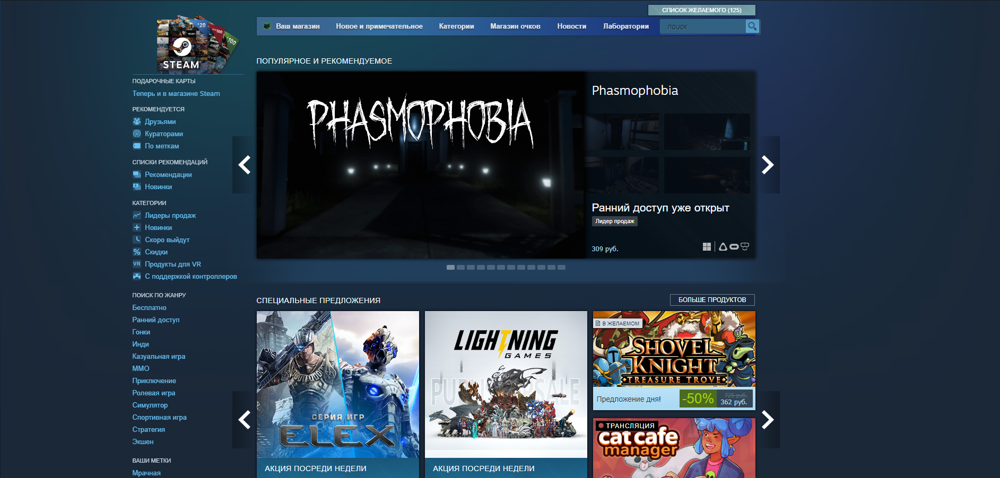 СПИСОК ЖЕЛАЕМОГО (125)
Ваш магазин
Новое и примечательное
Категории
Магазин очков
Новости
Лаборатории
поиск
STEAM
ПОДАРОЧНЫЕ КАРТЫ
Теперь и в магазине Steam
РЕКОМЕНДУЕТСЯ
Друзьями
Кураторами
По меткам
СПИСКИ РЕКОМЕНДАЦИЙ
Рекомендации
Новинки
КАТЕГОРИИ
Лидеры продаж
Новинки
Скоро выйдут
Скидки
VR Продукты для VR
С поддержкой контроллеров
ПОИСК ПО ЖАНРУ
Бесплатно
Ранний доступ
Гонки
Инди
Казуальная игра
ММО
Приключение
Ролевая игра
Симулятор
Спортивная игра
Стратегия
Экшен
ВАШИ МЕТКИ
Мрачная
ПОПУЛЯРНОЕ И РЕКОМЕНДУЕМОЕ
PHASMOPHOBIA
Phasmophobia
Ранний доступ уже открыт
Лидер продаж
309 руб.
СПЕЦИАЛЬНЫЕ ПРЕДЛОЖЕНИЯ
БОЛЬШЕ ПРОДУКТОВ
СЕРИЯ ИГР
ELEX
АКЦИЯ ПОСРЕДИ НЕДЕЛИ
LIGHTNING
GAMES
АКЦИЯ ПОСРЕДИ НЕДЕЛИ
В ЖЕЛАЕМОМ
SHOVEL
KNIGHT
TREASURE TROVE
Предложение дня!
-50%
725 руб.
362 руб.
ТРАНСЛЯЦИЯ
cat cafe
manager